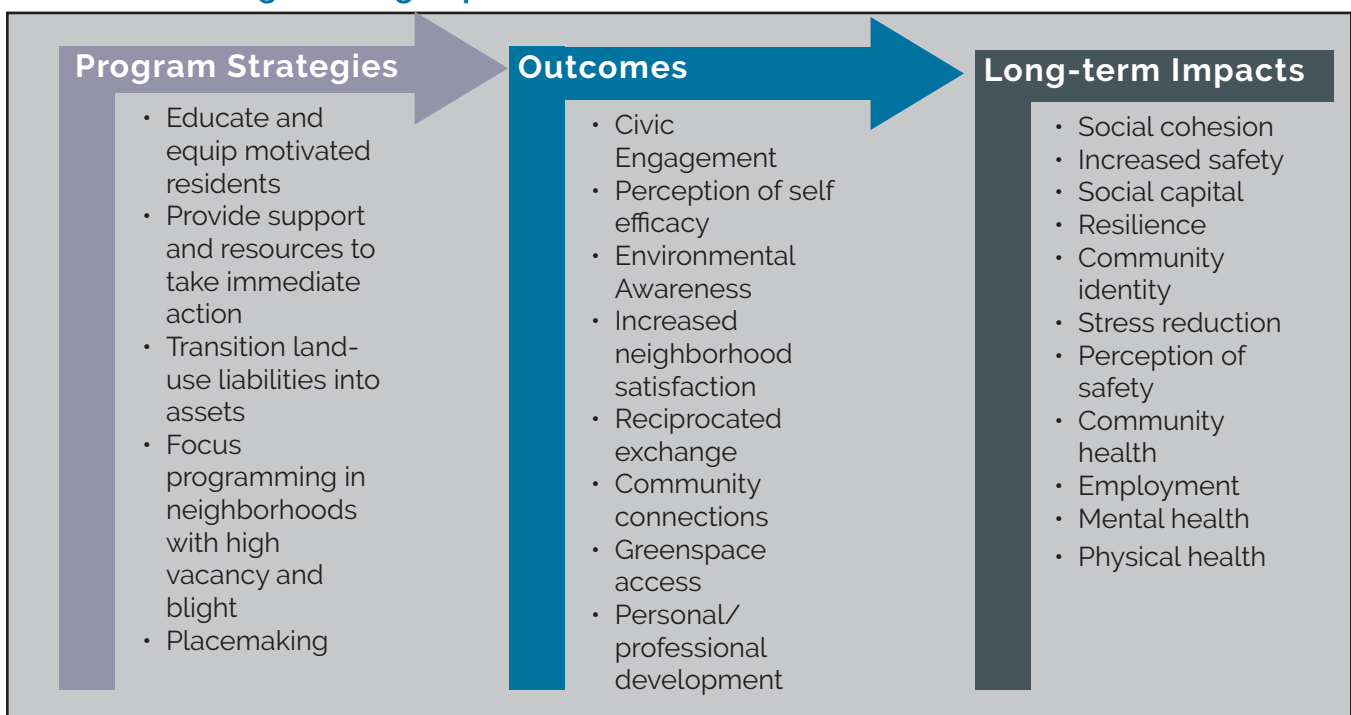 Program Strategies
• Educate and
equip motivated
residents
• Provide support
and resources to
take immediate
action
• Transition land-
use liabilities into
assets
• Focus
programming in
neighborhoods
with high
vacancy and
blight
• Placemaking
Outcomes
• Civic
Engagement
• Perception of self
efficacy
• Environmental
Awareness
• Increased
neighborhood
satisfaction
• Reciprocated
exchange
• Community
connections
• Greenspace
access
• Personal/
professional
development
Long-term Impacts
• Social cohesion
• Increased safety
• Social capital
• Resilience
• Community
identity
• Stress reduction
• Perception of
safety
• Community
health
• Employment
• Mental health
• Physical health